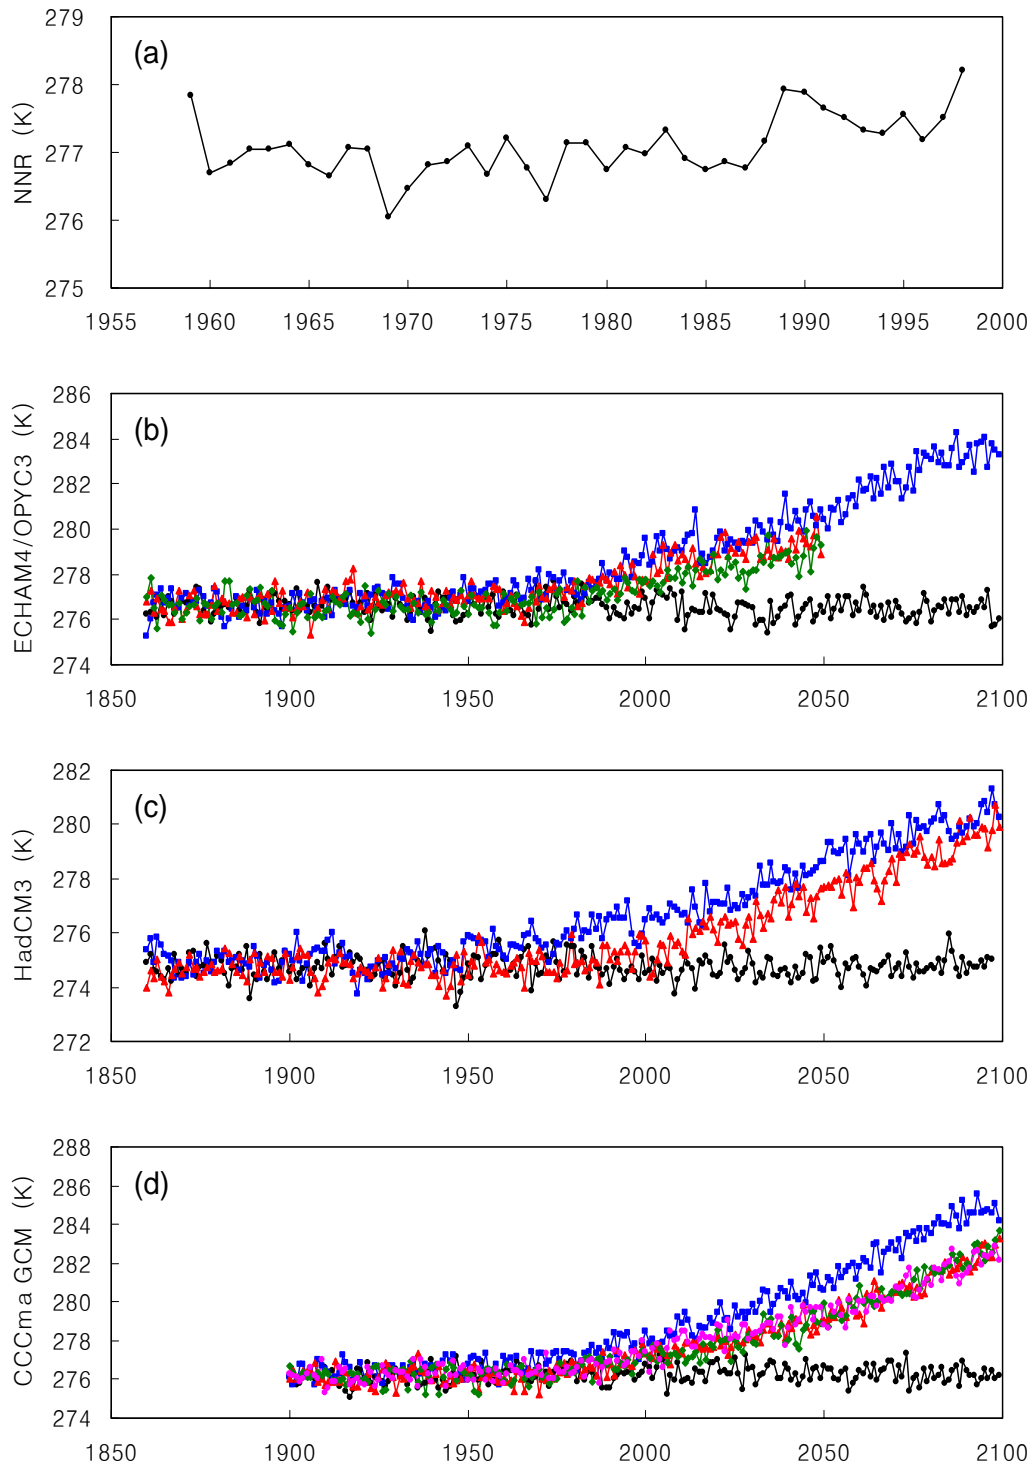 279
278
277
276
275
NNR (K)
(a)
1955 1960 1965 1970 1975 1980 1985 1990 1995 2000
286
284
282
280
278
276
274
ECHAM4/OPYC3 (K)
(b)
1850 1900 1950 2000 2050 2100
282
280
278
276
274
272
HadCM3 (K)
(c)
1850 1900 1950 2000 2050 2100
288
286
284
282
280
278
276
274
CCCma GCM (K)
(d)
1850 1900 1950 2000 2050 2100